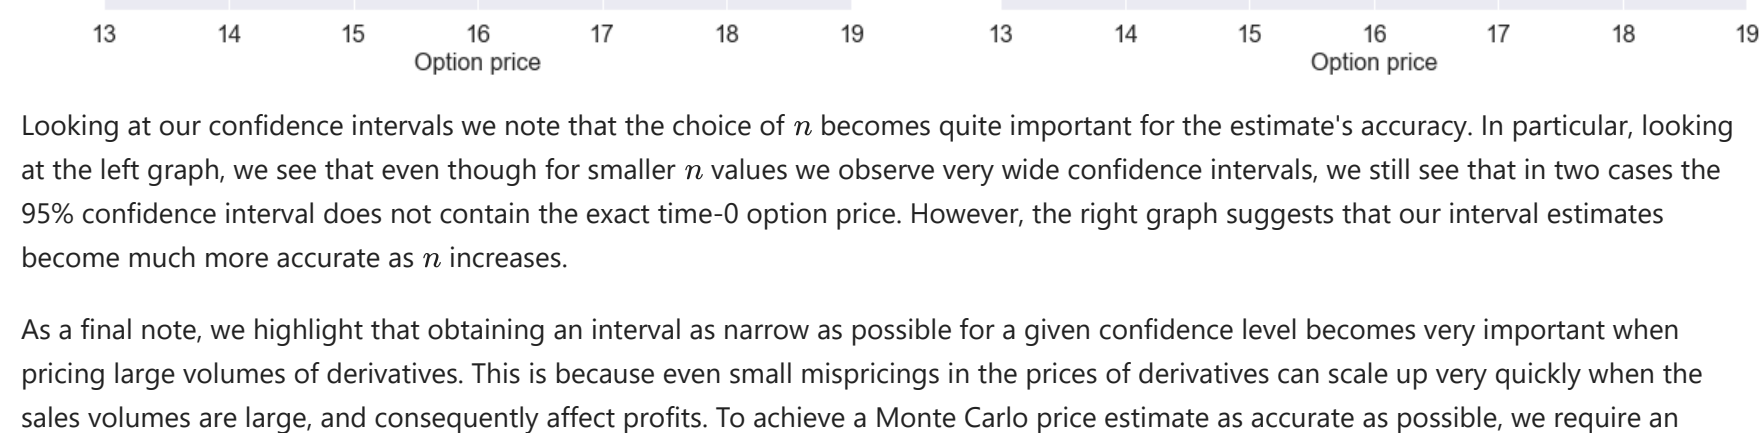 13 14 15 16 17 18 19 13 14 15 16 17 18 19
Option price Option price
Looking at our confidence intervals we note that the choice of n becomes quite important for the estimate's accuracy. In particular, looking
at the left graph, we see that even though for smaller n values we observe very wide confidence intervals, we still see that in two cases the
95% confidence interval does not contain the exact time-0 option price. However, the right graph suggests that our interval estimates
become much more accurate as n increases.
As a final note, we highlight that obtaining an interval as narrow as possible for a given confidence level becomes very important when
pricing large volumes of derivatives. This is because even small mispricings in the prices of derivatives can scale up very quickly when the
sales volumes are large, and consequently affect profits. To achieve a Monte Carlo price estimate as accurate as possible, we require an